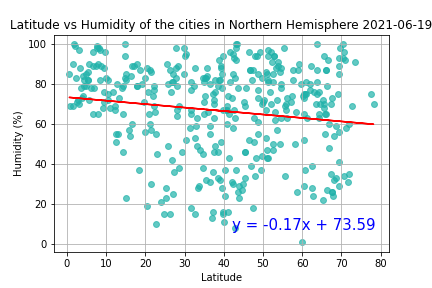 Latitude vs Humidity of the cities in Northern Hemisphere 2021-06-19
100
80
60
40
20
0
Humidity (%)
y = -0.17x + 73.59
0 10 20 30 40 50 60 70 80
Latitude